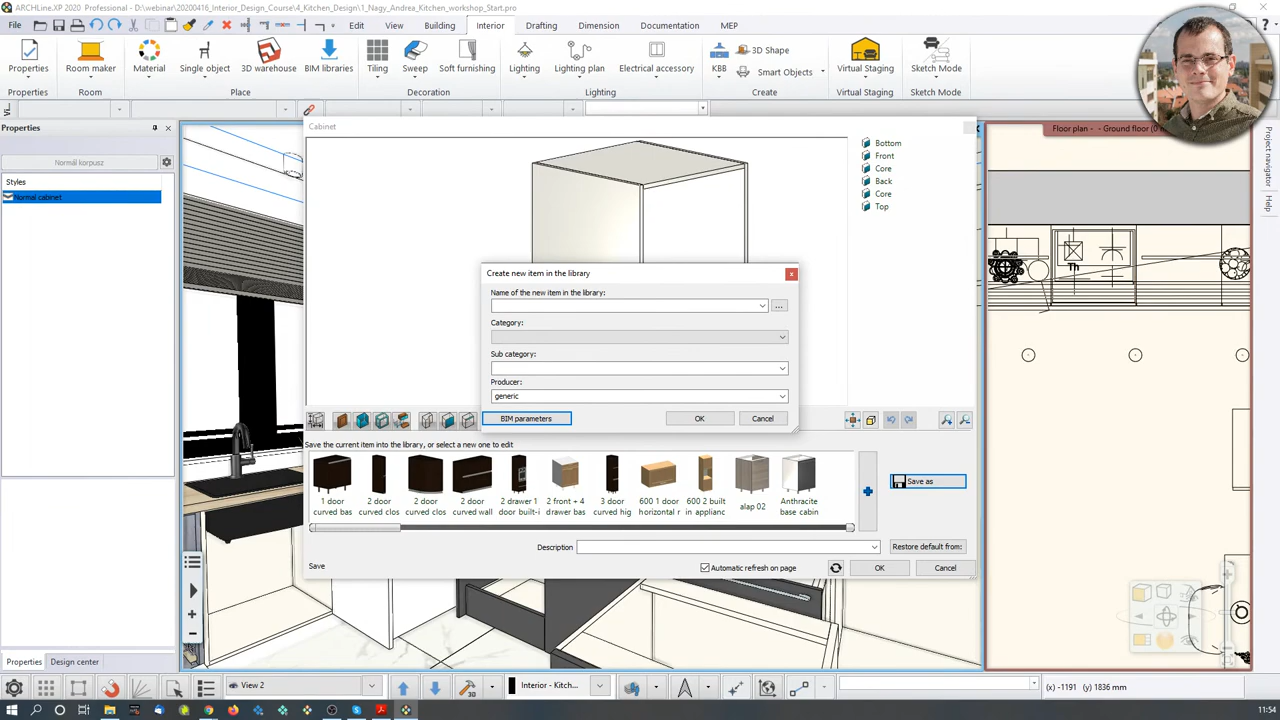 ARCHLine.XP 2020 Professional - D:\webinar\20200416_Interior_Design_Course\4_Kitchen_Design\1_Nagy_Andrea_Kitchen_workshop_Start.pro
File
Edit
View
Building
Interior
Drafting
Dimension
Documentation
MEP
Properties
Room maker
Material
Single object
3D warehouse
BIM libraries
Tiling
Sweep
Soft furnishing
Lighting
Lighting plan
Electrical accessory
KBB
3D Shape
Smart Objects
Virtual Staging
Sketch Mode
Properties
Room
Place
Decoration
Lighting
Create
Virtual Staging
Sketch Mode
Properties
Normál korpusz
Styles
Normal cabinet
Cabinet
Bottom
Front
Core
Back
Core
Top
Floor plan - - Ground floor (0
Project navigator
Help
Th
Create new item in the library
Name of the new item in the library:
...
Category:
Sub category:
Producer:
generic
BIM parameters
OK
Cancel
Save the current item into the library, or select a new one to edit
1 door curved bas
2 door curved clos
2 door curved clos
2 door curved wall
2 drawer 1 door built-i
2 front + 4 drawer bas
3 door curved hig
600 1 door horizontal r
600 2 built in applianc
alap 02
Anthracite base cabin
Save as
Description
Restore default from:
Save
Automatic refresh on page
OK
Cancel
Properties
Design center
View 2
Interior - Kitch...
(x) -1191 (y) 1836 mm
11:54